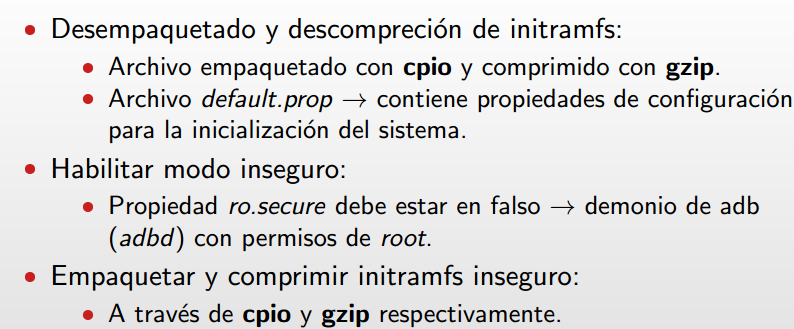 • Desempaquetado y descompreción de initramfs:
• Archivo empaquetado con cpio y comprimido con gzip.
• Archivo default.prop → contiene propiedades de configuración
para la inicialización del sistema.
• Habilitar modo inseguro:
• Propiedad ro.secure debe estar en falso → demonio de adb
(adbd) con permisos de root.
• Empaquetar y comprimir initramfs inseguro:
• A través de cpio y gzip respectivamente.